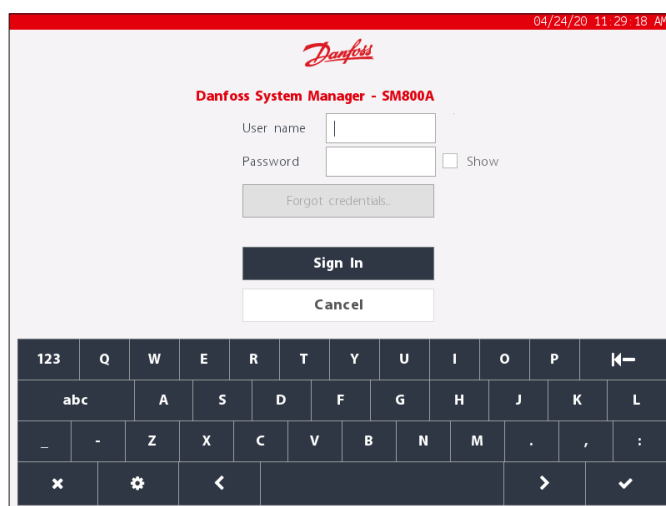 04/24/20 11:29:18 AM
Danfoss
Danfoss System Manager - SM800A
User name
Password
Show
Forgot credentials..
Sign In
Cancel
123 Q W E R T Y U I O P
abc A S D F G H J K L
_ - Z X C V B N M . , :